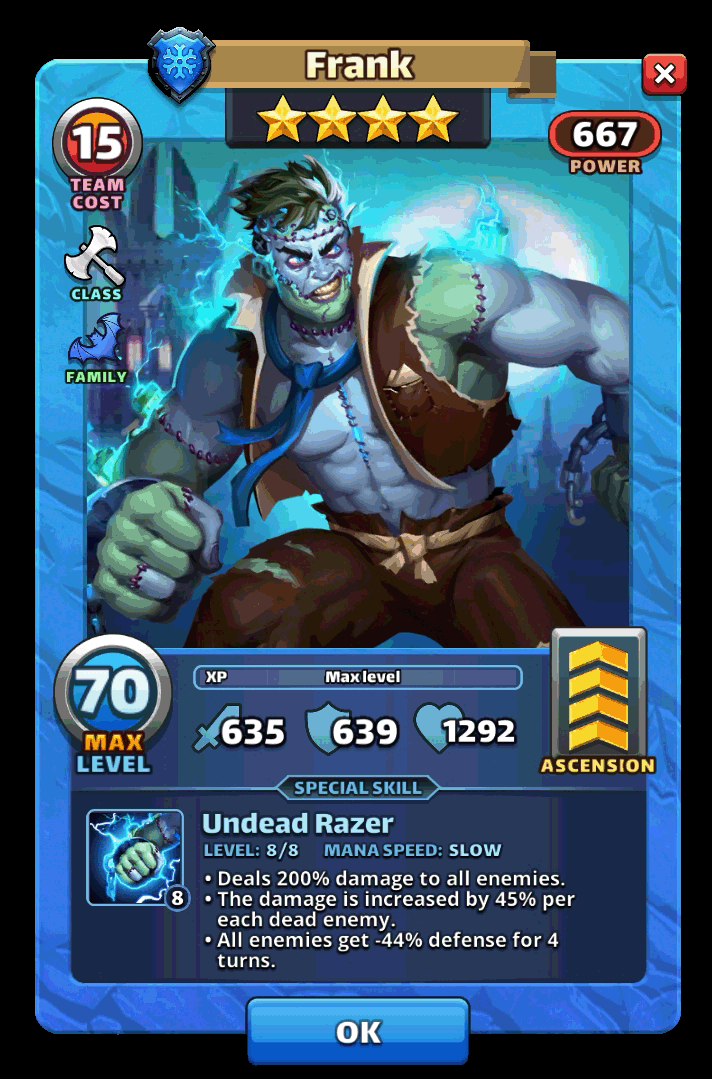 Frank
15
TEAM
COST
667
POWER
CLASS
FAMILY
70
MAX
LEVEL
XP Max level
635 639 1292
ASCENSION
SPECIAL SKILL
Undead Razer
LEVEL: 8/8 MANA SPEED: SLOW
8
• Deals 200% damage to all enemies.
• The damage is increased by 45% per
each dead enemy.
• All enemies get -44% defense for 4
turns.
OK